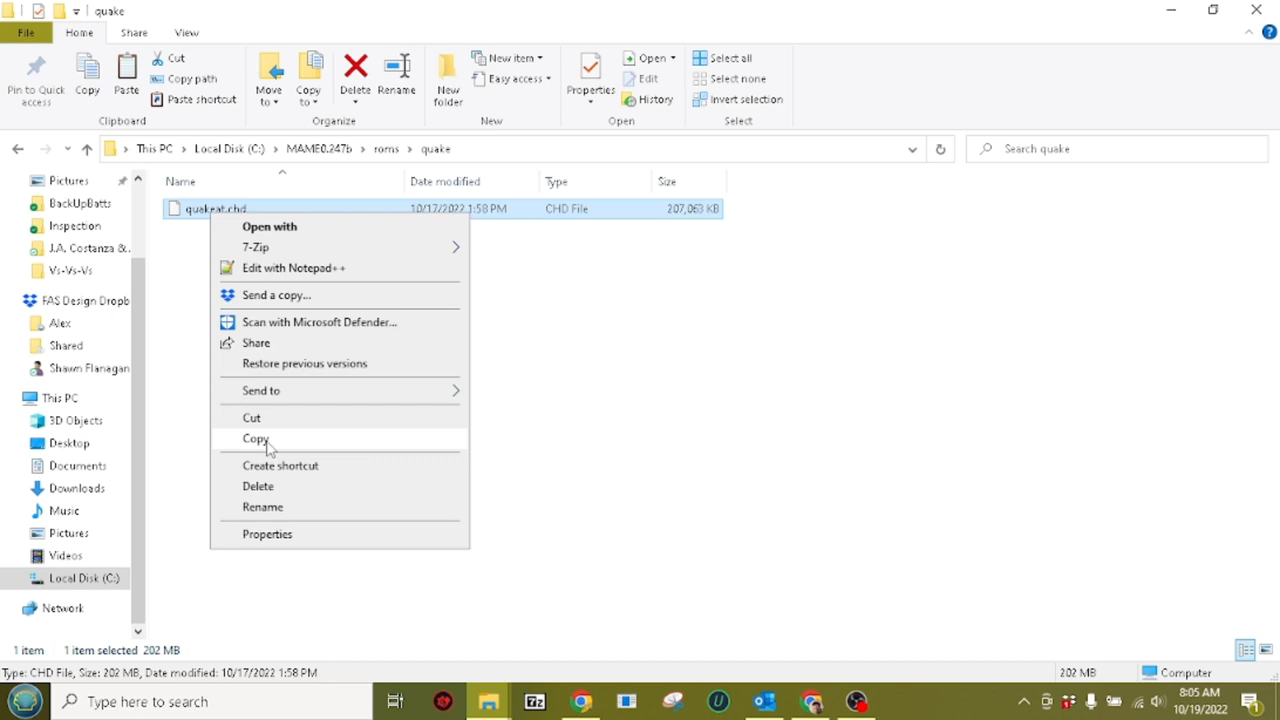 quake
File Home Share View
Pin to Quick access
Copy
Paste
Cut
Copy path
Paste shortcut
Clipboard
Move to
Copy to
Delete
Rename
Organize
New folder
New item
Easy access
New
Properties
Open
Edit
History
Open
Select all
Select none
Invert selection
Select
This PC > Local Disk (C:) > MAME0.247b > roms > quake
Search quake
Name Date modified Type Size
quakeat.chd 10/17/2022 1:58 PM CHD File 207,063 KB
Pictures
BackUpBatts
Inspection
J.A. Costanza &.
Vs-Vs-Vs
FAS Design Dropb
Alex
Shared
Shawn Flanagan
This PC
3D Objects
Desktop
Documents
Downloads
Music
Pictures
Videos
Local Disk (C:)
Network
Open with
7-Zip
Edit with Notepad++
Send a copy...
Scan with Microsoft Defender...
Share
Restore previous versions
Send to
Cut
Copy
Create shortcut
Delete
Rename
Properties
1 item 1 item selected 202 MB
Type: CHD File, Size: 202 MB, Date modified: 10/17/2022 1:58 PM
202 MB
Computer
Type here to search
7z
8:05 AM
10/19/2022
1